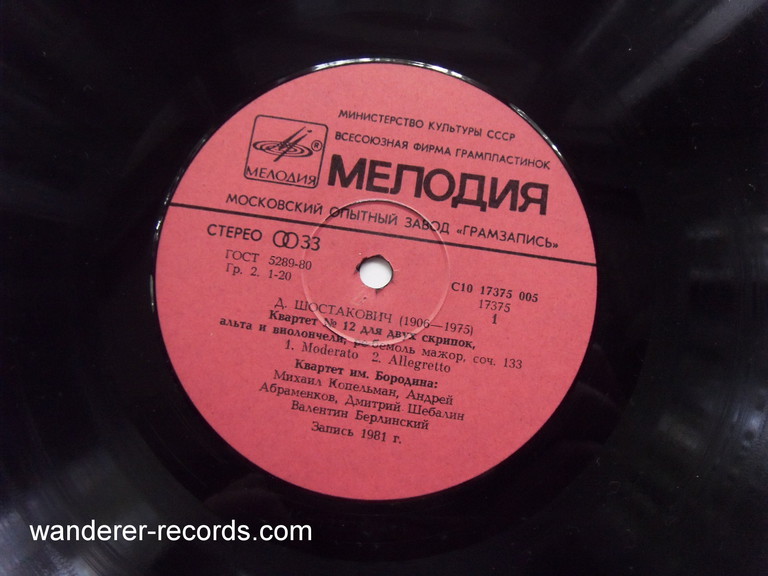 МИНИСТЕРСТВО КУЛЬТУРЫ СССР
ВСЕСОЮЗНАЯ ФИРМА ГРАМПЛАСТИНОК
МЕЛОДИЯ ®
МЕЛОДИЯ
МОСКОВСКИЙ ОПЫТНЫЙ ЗАВОД «ГРАМЗАПИСЬ»
СТЕРЕО 33
ГОСТ 5289-80
Гр. 2. 1-20
С10 17375 005
17375
1
Д. ШОСТАКОВИЧ (1906—1975)
Квартет № 12 для двух скрипок,
альта и виолончели, ре бемоль мажор, соч. 133
1. Moderato 2. Allegretto
Квартет им. Бородина:
Михаил Копельман, Андрей
Абраменков, Дмитрий Шебалин
Валентин Берлинский
Запись 1981 г.
wanderer-records.com